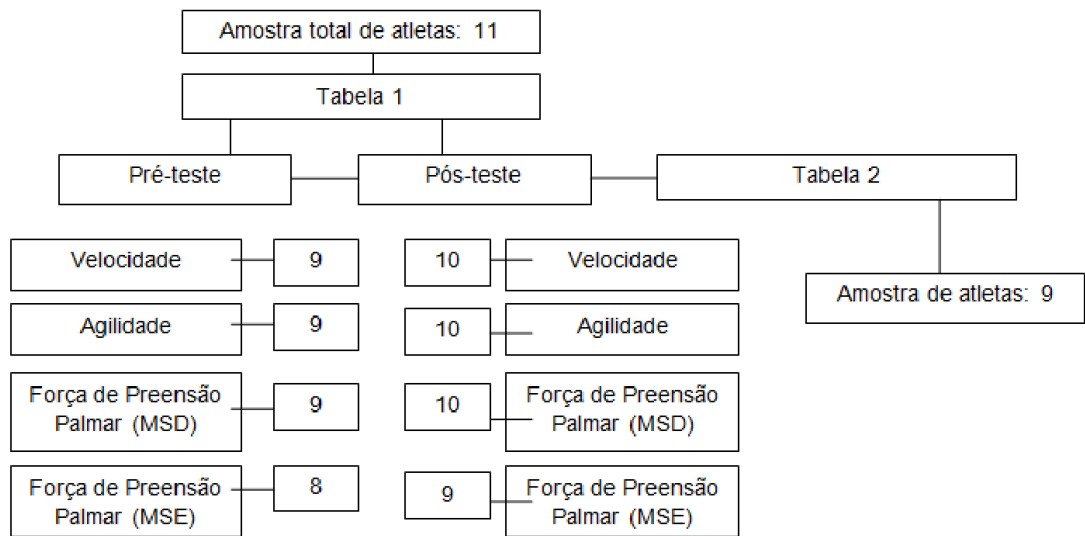 Amostra total de atletas: 11
Tabela 1
Pré-teste
Pós-teste
Tabela 2
Velocidade
9
10
Velocidade
Amostra de atletas: 9
Agilidade
9
10
Agilidade
Força de Preensão
Palmar (MSD)
9
10
Força de Preensão
Palmar (MSD)
Força de Preensão
Palmar (MSE)
8
9
Força de Preensão
Palmar (MSE)